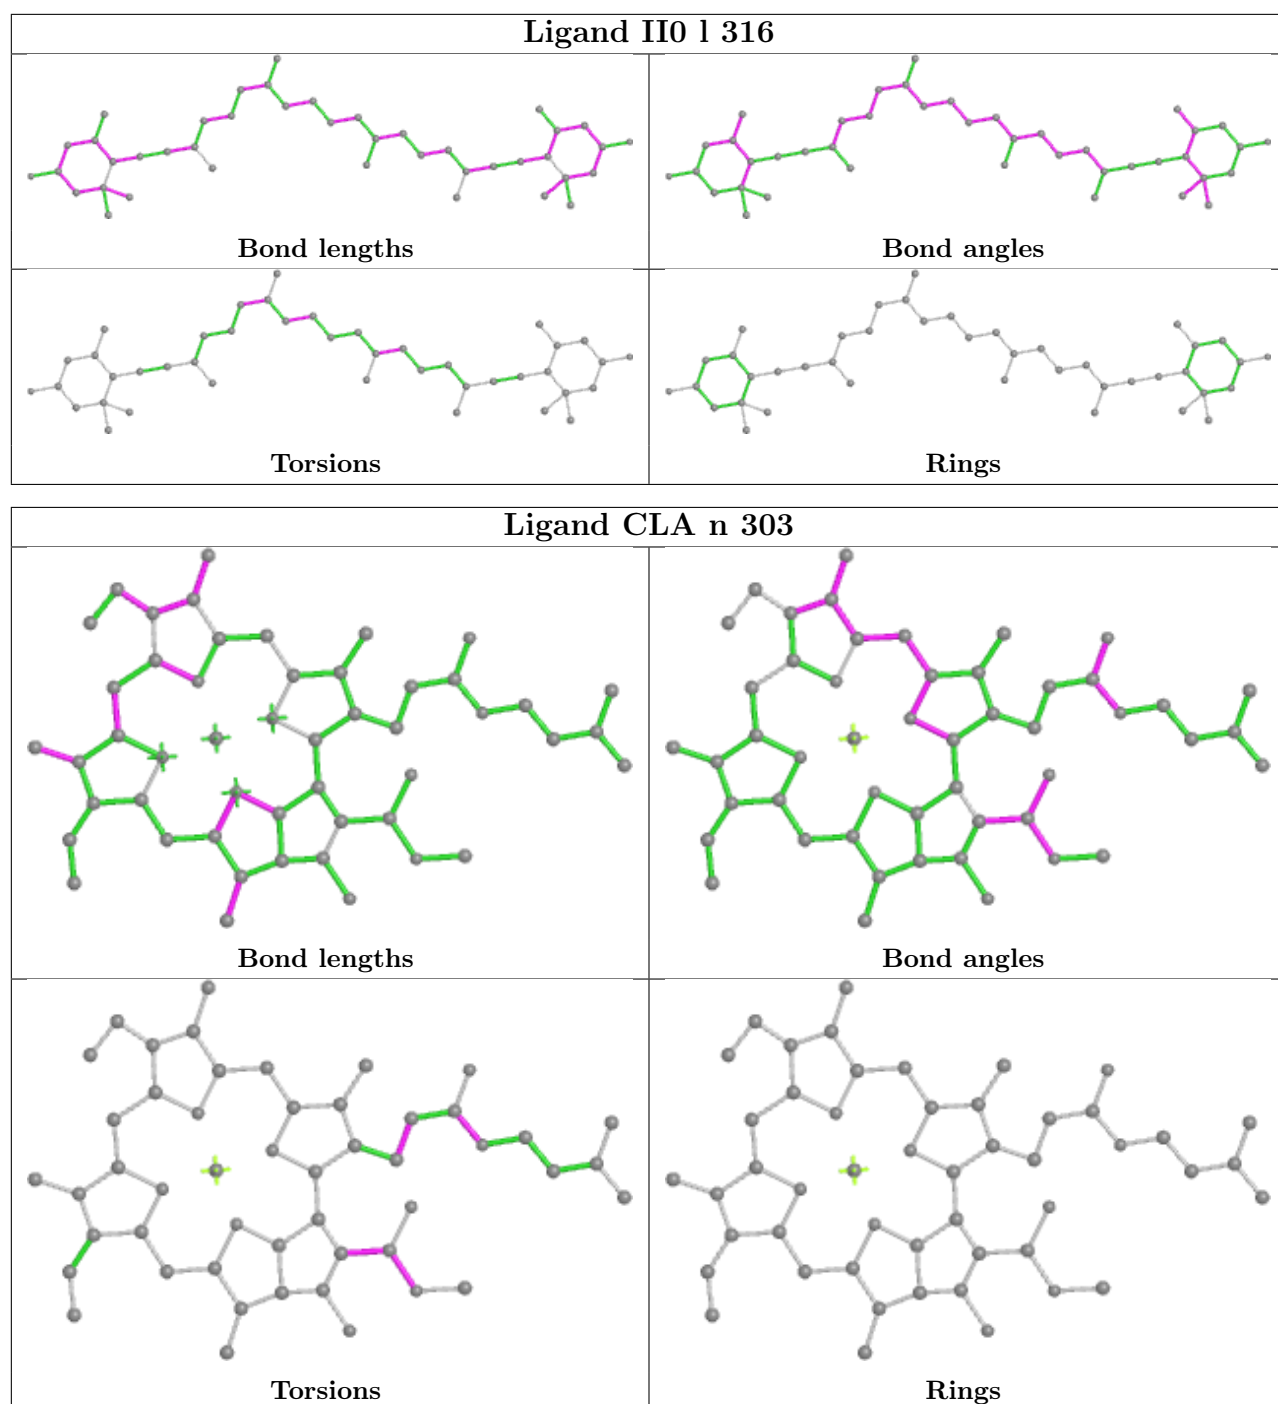 Ligand II0 l 316
Bond lengths
Bond angles
Torsions
Rings
Ligand CLA n 303
Bond lengths
Bond angles
Torsions
Rings